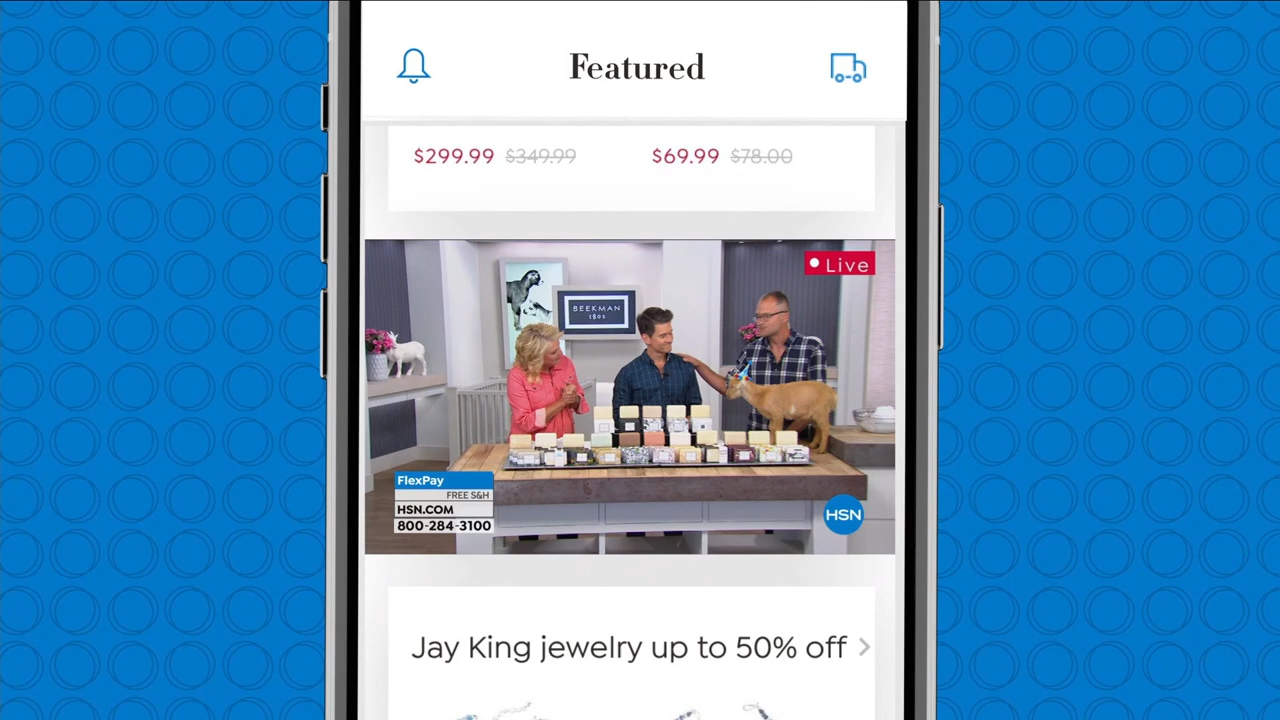 Featured
$299.99 $349.99 $69.99 $78.00
Live
BEEKMAN
1802
FlexPay
FREE S&H
HSN.COM
800-284-3100
HSN
Jay King jewelry up to 50% off